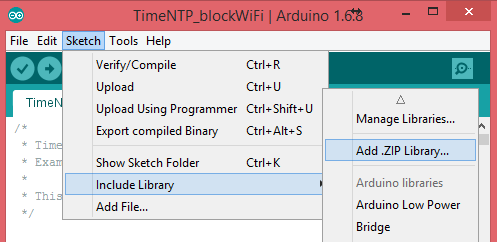 TimeNTP_blockWiFi | Arduino 1.6.8
File Edit Sketch Tools Help
Verify/Compile Ctrl+R
Upload Ctrl+U
Upload Using Programmer Ctrl+Shift+U
Export compiled Binary Ctrl+Alt+S
Show Sketch Folder Ctrl+K
Include Library
Add File...
Manage Libraries...
Add .ZIP Library...
Arduino libraries
Arduino Low Power
Bridge
TimeN
/*
* Time
* Exam
*
* This
*/